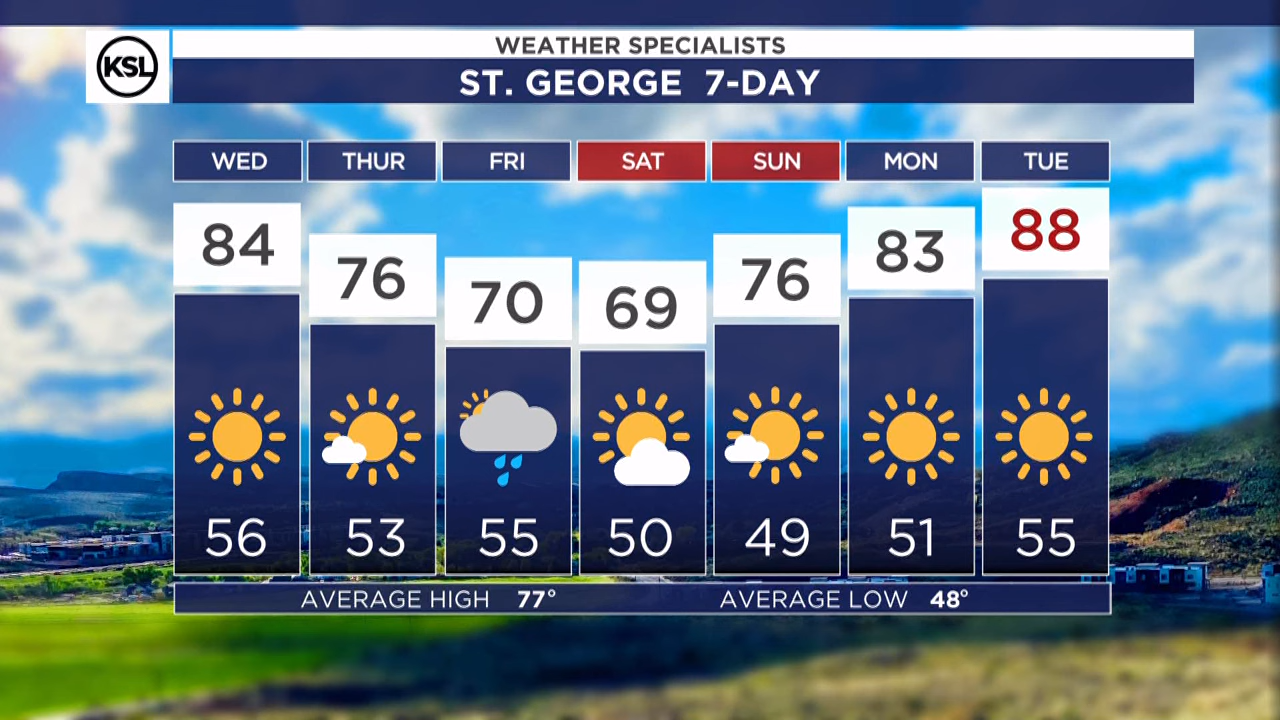 KSL
WEATHER SPECIALISTS
ST. GEORGE 7-DAY
WED THUR FRI SAT SUN MON TUE
84 76 70 69 76 83 88
56 53 55 50 49 51 55
AVERAGE HIGH 77° AVERAGE LOW 48°